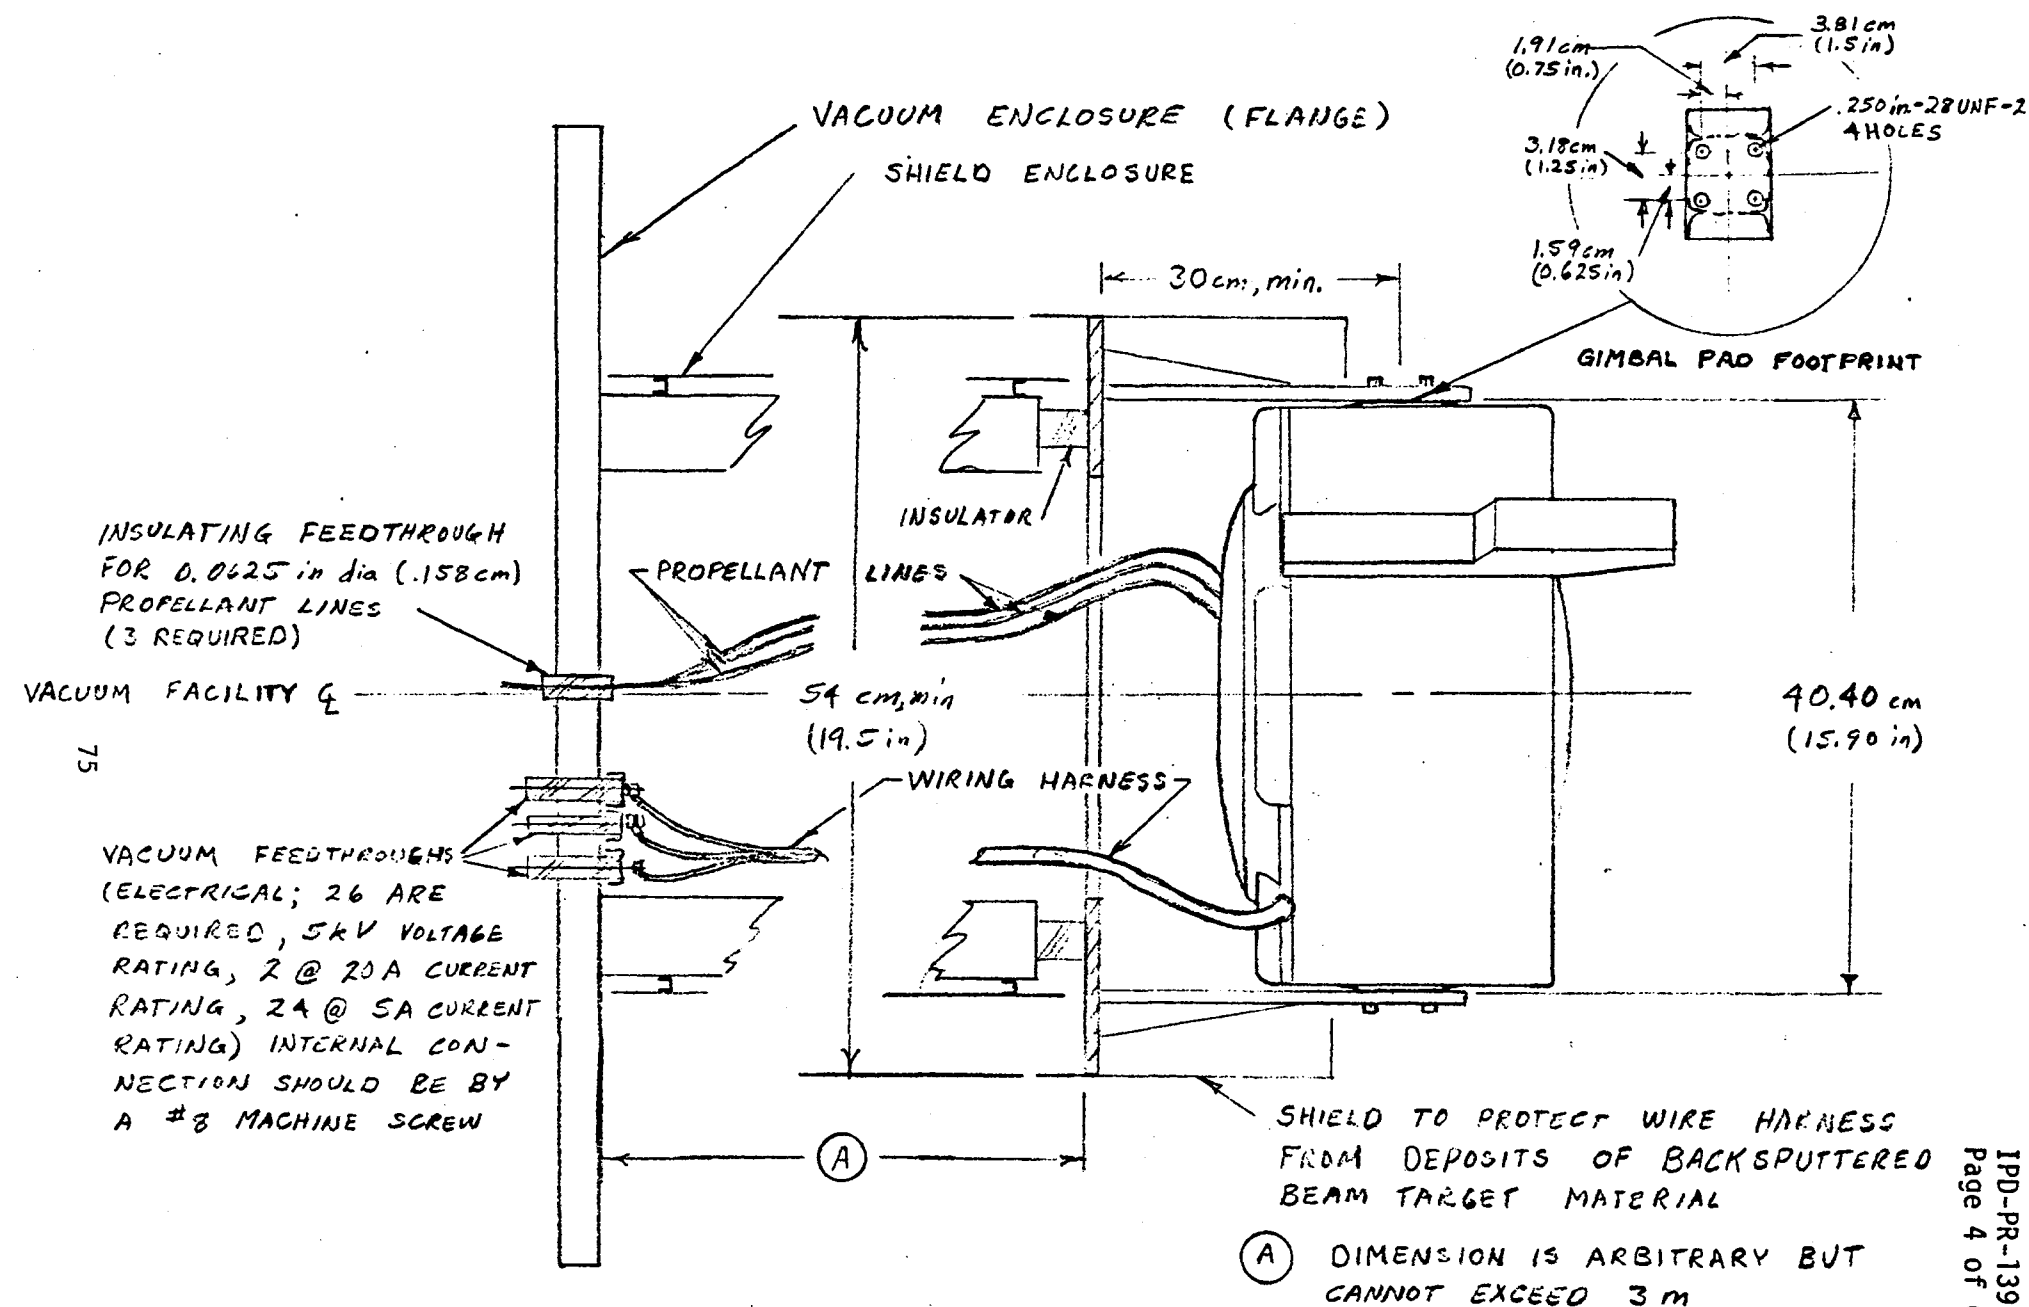 1.91cm
(0.75in.)
3.81cm
(1.5in)
.250in-28UNF-2
4 HOLES
3.18cm
(1.25in)
1.59cm
(0.625in)
GIMBAL PAD FOOTPRINT
VACUUM ENCLOSURE (FLANGE)
SHIELD ENCLOSURE
30cm, min.
INSULATOR
INSULATING FEEDTHROUGH
FOR 0.0625 in dia (.158cm)
PROPELLANT LINES
(3 REQUIRED)
PROPELLANT LINES
VACUUM FACILITY ℄
54 cm, min
(19.5 in)
40.40 cm
(15.90 in)
75
WIRING HARNESS
VACUUM FEEDTHROUGHS
(ELECTRICAL; 26 ARE
REQUIRED, 5kV VOLTAGE
RATING, 2 @ 20A CURRENT
RATING, 24 @ 5A CURRENT
RATING) INTERNAL CON-
NECTION SHOULD BE BY
A #8 MACHINE SCREW
A
SHIELD TO PROTECT WIRE HARNESS
FROM DEPOSITS OF BACKSPUTTERED
BEAM TARGET MATERIAL
A DIMENSION IS ARBITRARY BUT
CANNOT EXCEED 3 m
IPD-PR-139
Page 4 of